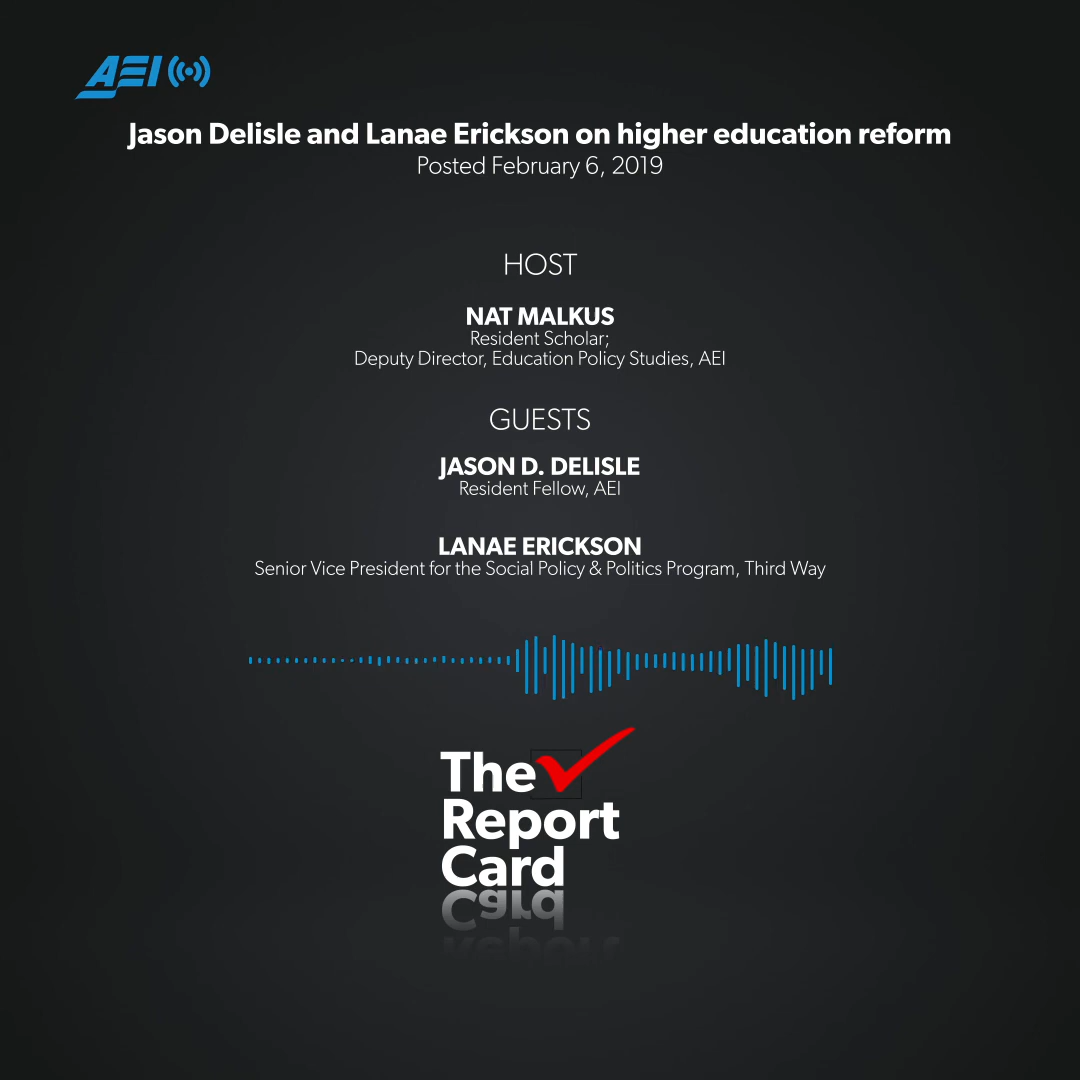 AEI
Jason Delisle and Lanae Erickson on higher education reform
Posted February 6, 2019
HOST
NAT MALKUS
Resident Scholar;
Deputy Director, Education Policy Studies, AEI
GUESTS
JASON D. DELISLE
Resident Fellow, AEI
LANAE ERICKSON
Senior Vice President for the Social Policy & Politics Program, Third Way
The
Report
Card